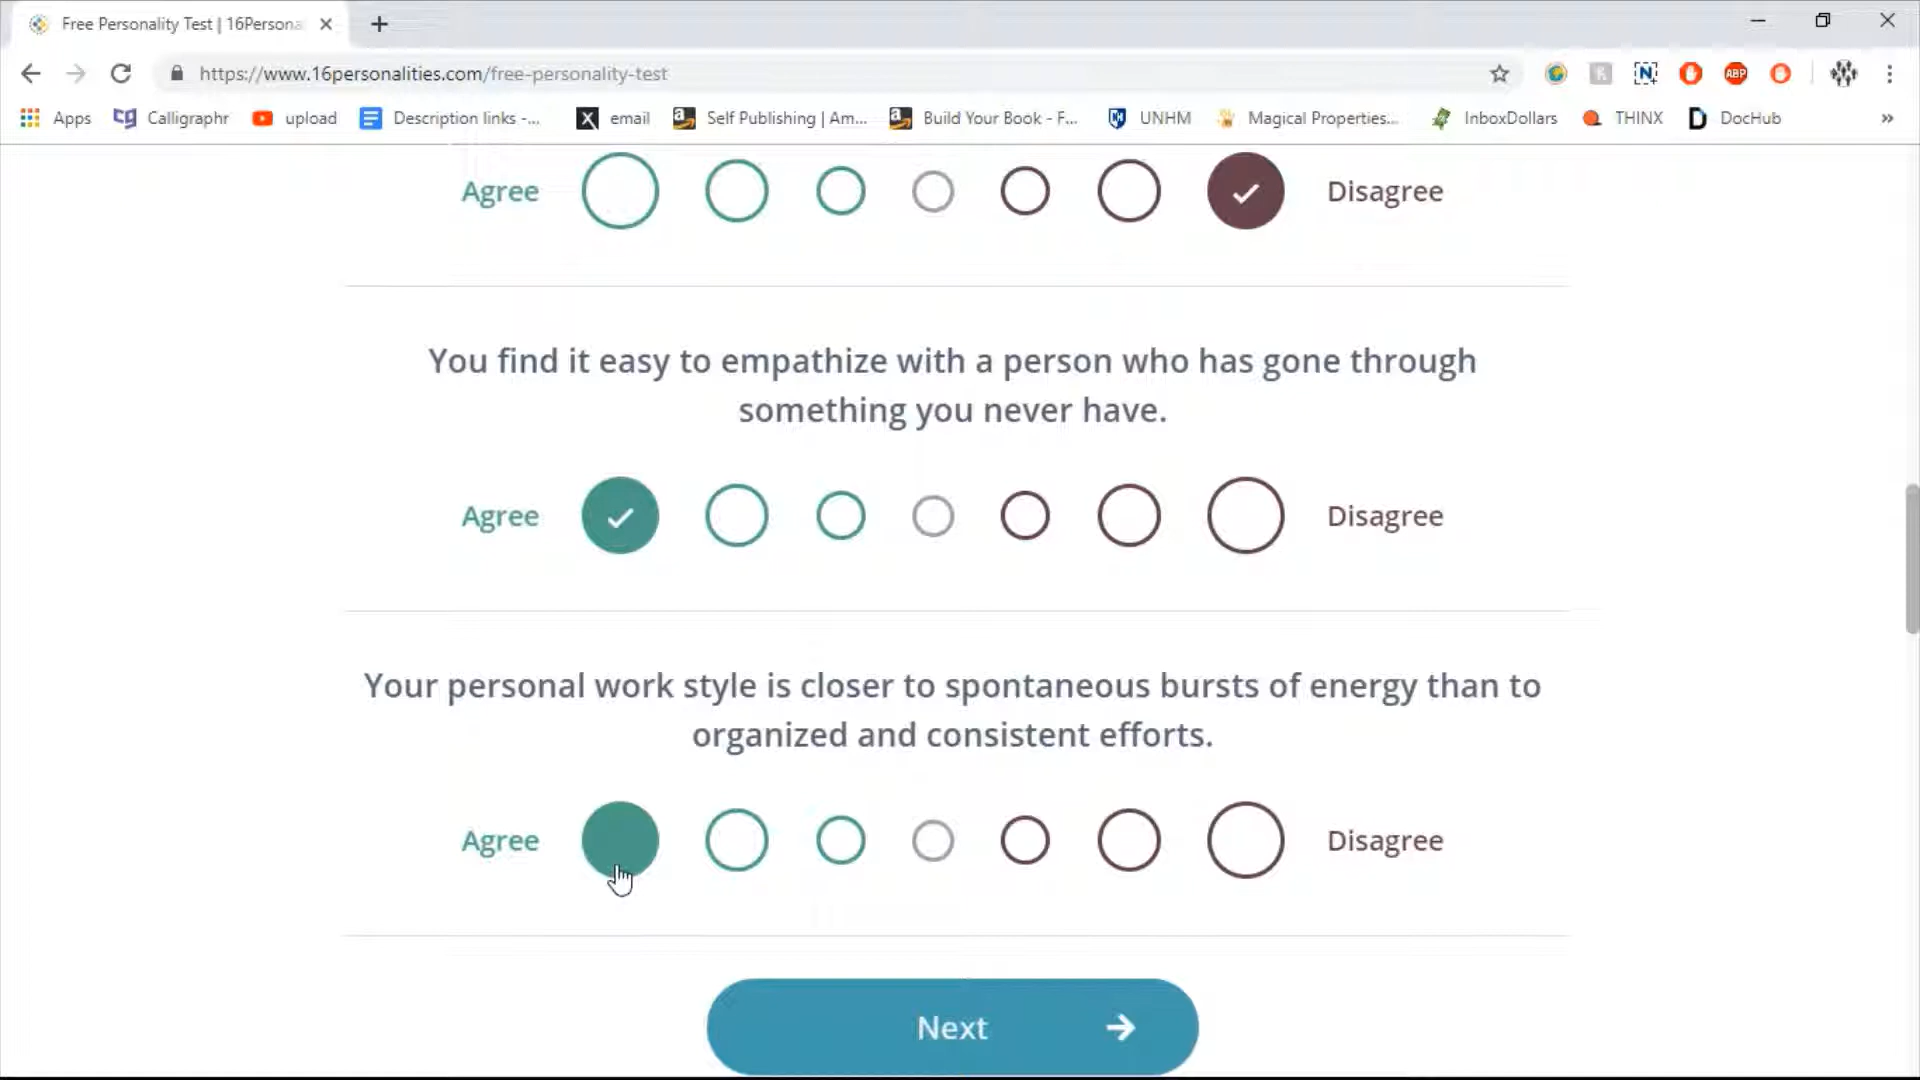 Free Personality Test | 16Persona
https://www.16personalities.com/free-personality-test
Apps Calligraphr upload Description links -... email Self Publishing | Am... Build Your Book - F... UNHM Magical Properties... InboxDollars THINX DocHub »
Agree Disagree
You find it easy to empathize with a person who has gone through
something you never have.
Agree Disagree
Your personal work style is closer to spontaneous bursts of energy than to
organized and consistent efforts.
Agree Disagree
Next